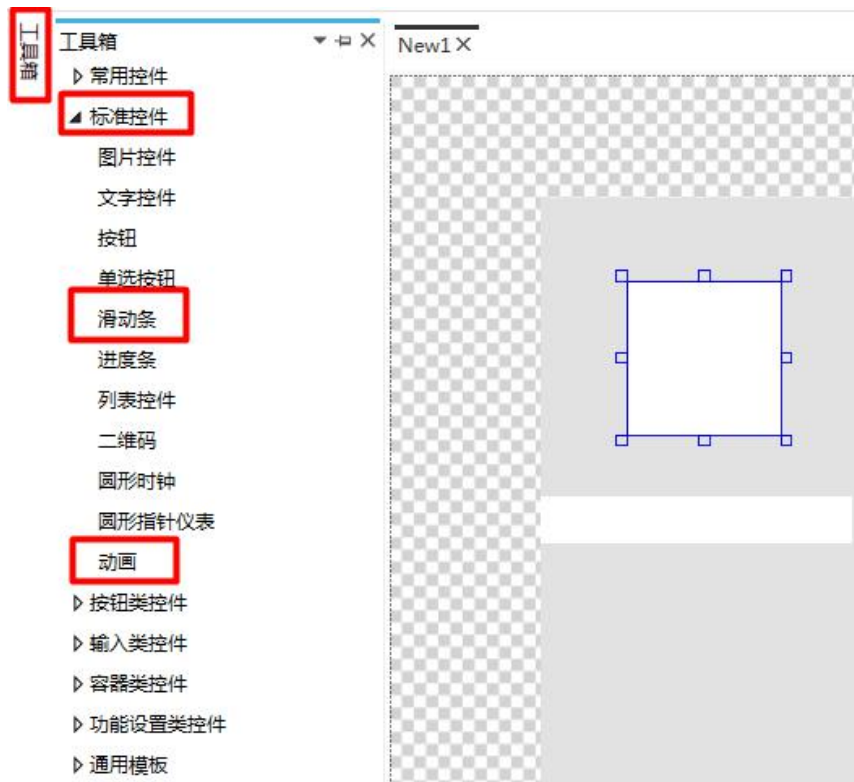 工具箱
工具箱
New1
常用控件
标准控件
图片控件
文字控件
按钮
单选按钮
滑动条
进度条
列表控件
二维码
圆形时钟
圆形指针仪表
动画
按钮类控件
输入类控件
容器类控件
功能设置类控件
通用模板